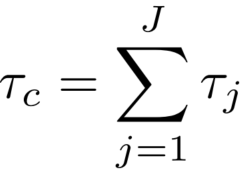 τ_c = \sum_{j=1}^{J} τ_j